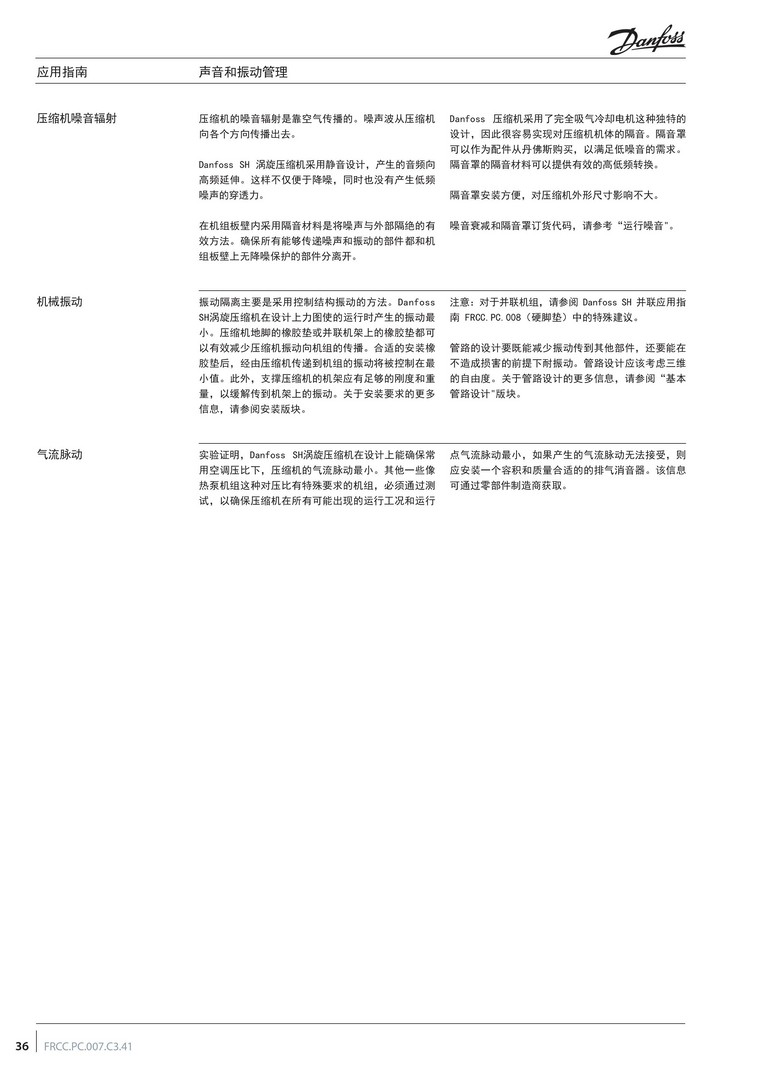 Danfoss
应用指南
声音和振动管理
压缩机噪音辐射
压缩机的噪音辐射是靠空气传播的。噪声波从压缩机
向各个方向传播出去。
Danfoss SH 涡旋压缩机采用静音设计，产生的音频向
高频延伸。这样不仅便于降噪，同时也没有产生低频
噪声的穿透力。
在机组板壁内采用隔音材料是将噪声与外部隔绝的有
效方法。确保所有能够传递噪声和振动的部件都和机
组板壁上无降噪保护的部件分离开。
Danfoss 压缩机采用了完全吸气冷却电机这种独特的
设计，因此很容易实现对压缩机机体的隔音。隔音罩
可以作为配件从丹佛斯购买，以满足低噪音的需求。
隔音罩的隔音材料可以提供有效的高低频转换。
隔音罩安装方便，对压缩机外形尺寸影响不大。
噪音衰减和隔音罩订货代码，请参考“运行噪音"。
机械振动
振动隔离主要是采用控制结构振动的方法。Danfoss
SH涡旋压缩机在设计上力图使的运行时产生的振动最
小。压缩机地脚的橡胶垫或并联机架上的橡胶垫都可
以有效减少压缩机振动向机组的传播。合适的安装橡
胶垫后，经由压缩机传递到机组的振动将被控制在最
小值。此外，支撑压缩机的机架应有足够的刚度和重
量，以缓解传到机架上的振动。关于安装要求的更多
信息，请参阅安装版块。
注意：对于并联机组，请参阅 Danfoss SH 并联应用指
南 FRCC.PC.008（硬脚垫）中的特殊建议。
管路的设计要既能减少振动传到其他部件，还要能在
不造成损害的前提下耐振动。管路设计应该考虑三维
的自由度。关于管路设计的更多信息，请参阅“基本
管路设计"版块。
气流脉动
实验证明，Danfoss SH涡旋压缩机在设计上能确保常
用空调压比下，压缩机的气流脉动最小。其他一些像
热泵机组这种对压比有特殊要求的机组，必须通过测
试，以确保压缩机在所有可能出现的运行工况和运行
点气流脉动最小，如果产生的气流脉动无法接受，则
应安装一个容积和质量合适的的排气消音器。该信息
可通过零部件制造商获取。
36
FRCC.PC.007.C3.41